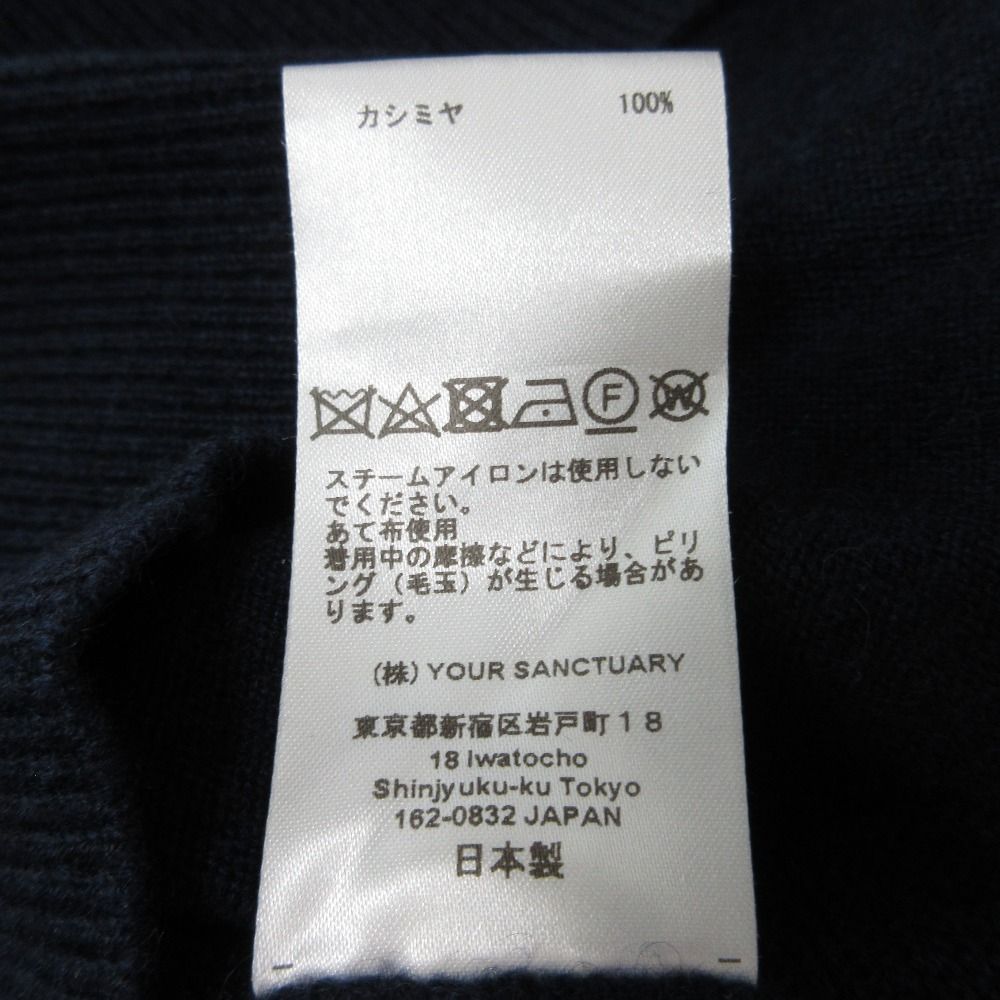 カシミヤ 100%
F W
スチームアイロンは使用しない
でください。
あて布使用
着用中の摩擦などにより、ピリ
ング（毛玉）が生じる場合があ
ります。
(株) YOUR SANCTUARY
東京都新宿区岩戸町１８
18 Iwatocho
Shinjyuku-ku Tokyo
162-0832 JAPAN
日本製